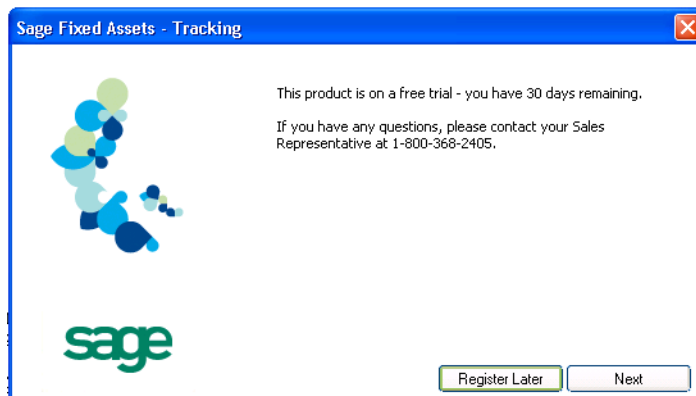 Sage Fixed Assets - Tracking
This product is on a free trial - you have 30 days remaining.
If you have any questions, please contact your Sales
Representative at 1-800-368-2405.
sage
Register Later
Next